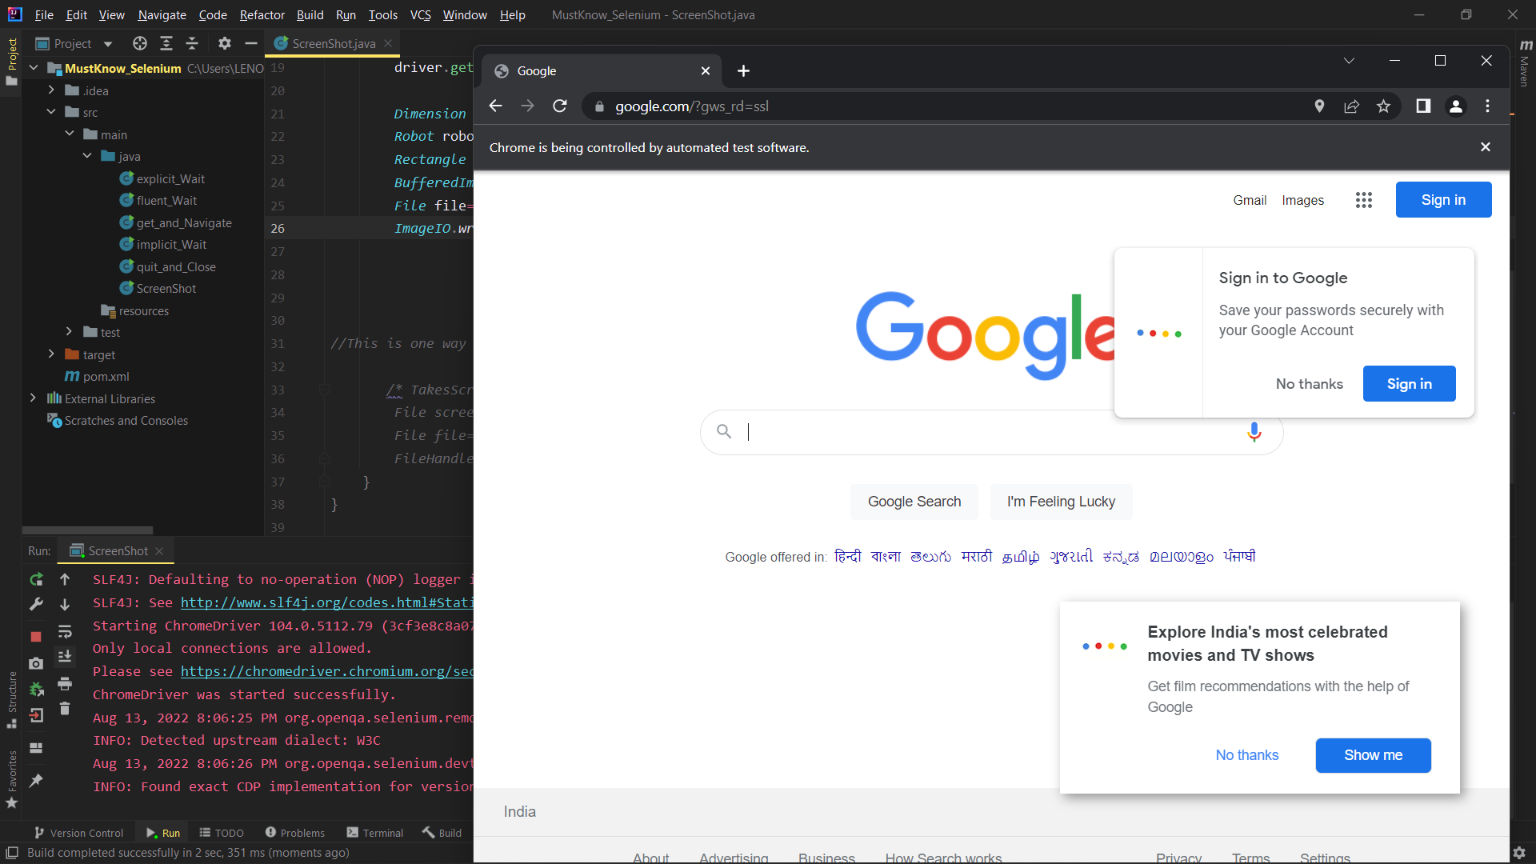 File Edit View Navigate Code Refactor Build Run Tools VCS Window Help MustKnow_Selenium - ScreenShot.java
Project
Project
ScreenShot.java
MustKnow_Selenium C:\Users\LENO
.idea
src
main
java
explicit_Wait
fluent_Wait
get_and_Navigate
implicit_Wait
quit_and_Close
ScreenShot
resources
test
target
pom.xml
External Libraries
Scratches and Consoles
19 driver.get
20
21 Dimension
22 Robot robo
23 Rectangle
24 BufferedIm
25 File file=
26 ImageIO.wr
27
28
29
30
31 //This is one way
32
33 /* TakesScr
34 File scree
35 File file=
36 FileHandle
37 }
38 }
39
Google
google.com/?gws_rd=ssl
Chrome is being controlled by automated test software.
Gmail Images Sign in
Google
Sign in to Google
Save your passwords securely with
your Google Account
No thanks Sign in
Google Search I'm Feeling Lucky
Google offered in: हिन्दी বাংলা తెలుగు मराठी தமிழ் ગુજરાતી ಕನ್ನಡ മലയാളം ਪੰਜਾਬੀ
Explore India's most celebrated
movies and TV shows
Get film recommendations with the help of
Google
No thanks Show me
India
About Advertising Business How Search works Privacy Terms Settings
Maven
Run: ScreenShot
SLF4J: Defaulting to no-operation (NOP) logger i
SLF4J: See http://www.slf4j.org/codes.html#Stati
Starting ChromeDriver 104.0.5112.79 (3cf3e8c8a07
Only local connections are allowed.
Please see https://chromedriver.chromium.org/sec
ChromeDriver was started successfully.
Aug 13, 2022 8:06:25 PM org.openqa.selenium.remo
INFO: Detected upstream dialect: W3C
Aug 13, 2022 8:06:26 PM org.openqa.selenium.devt
INFO: Found exact CDP implementation for version
Structure
Favorites
Version Control Run TODO Problems Terminal Build
Build completed successfully in 2 sec, 351 ms (moments ago)